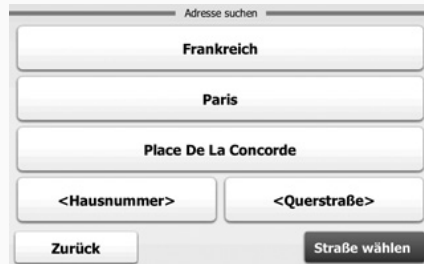 Adresse suchen
Frankreich
Paris
Place De La Concorde
<Hausnummer> <Querstraße>
Zurück Straße wählen